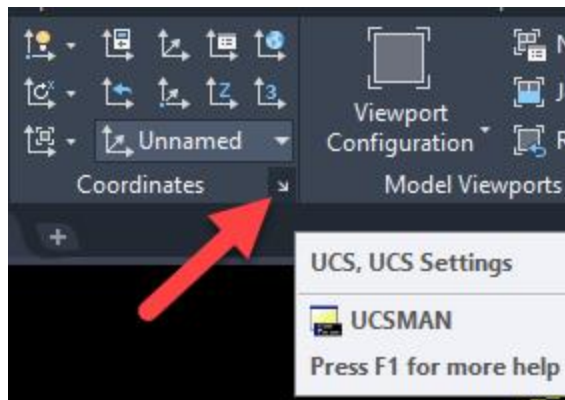 Unnamed
Coordinates
Viewport
Configuration
Model Viewports
UCS, UCS Settings
UCSMAN
Press F1 for more help